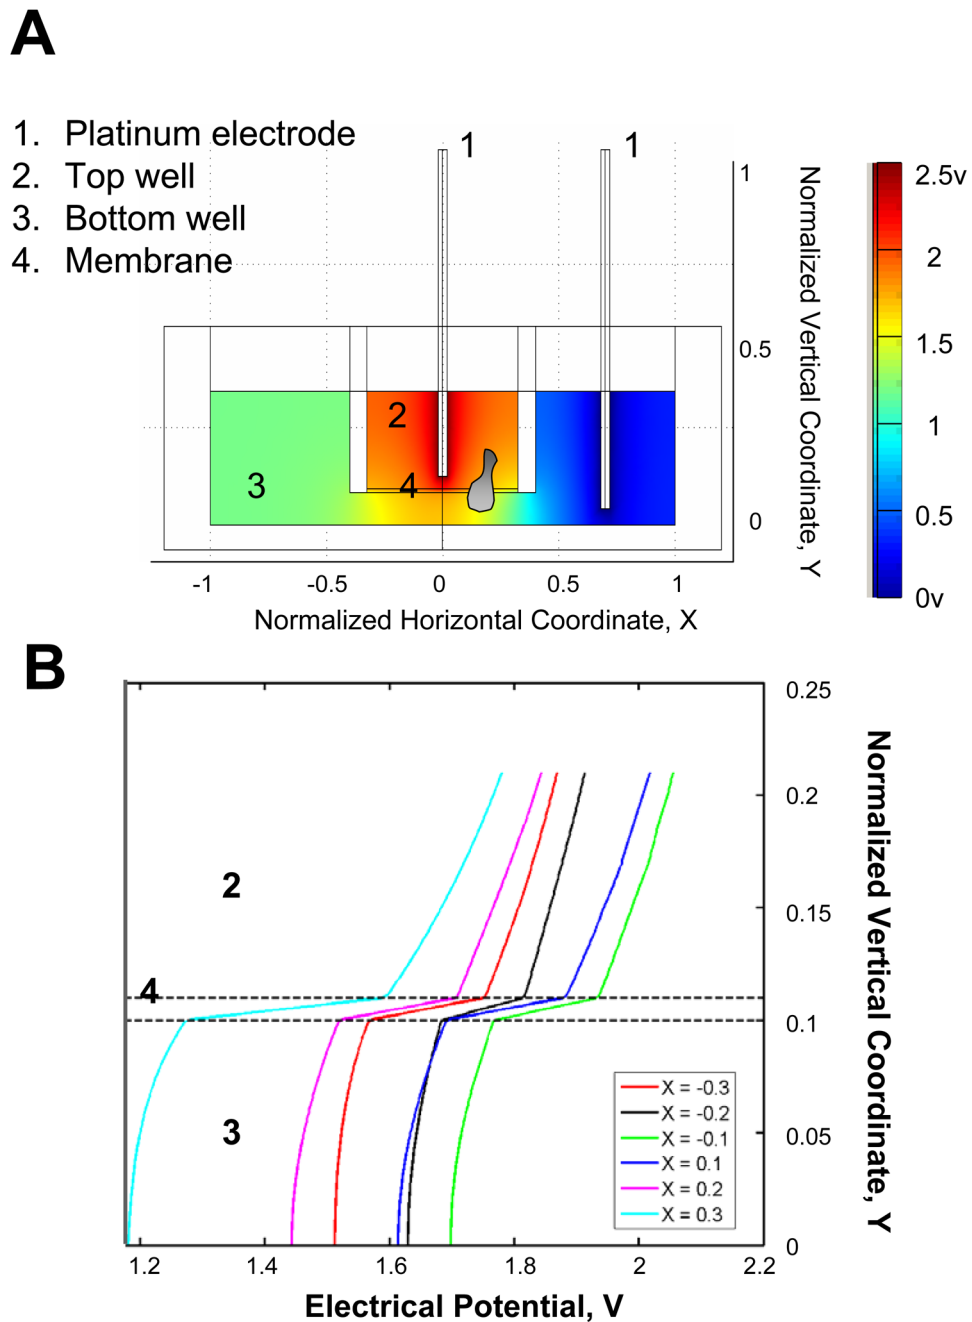 A
1. Platinum electrode
2. Top well
3. Bottom well
4. Membrane
1
1
2
3
4
1
0.5
0
Normalized Vertical Coordinate, Y
2.5v
2
1.5
1
0.5
0v
-1
-0.5
0
0.5
1
Normalized Horizontal Coordinate, X
B
0.25
0.2
0.15
0.1
0.05
0
Normalized Vertical Coordinate, Y
2
4
3
X = -0.3
X = -0.2
X = -0.1
X = 0.1
X = 0.2
X = 0.3
1.2
1.4
1.6
1.8
2
2.2
Electrical Potential, V